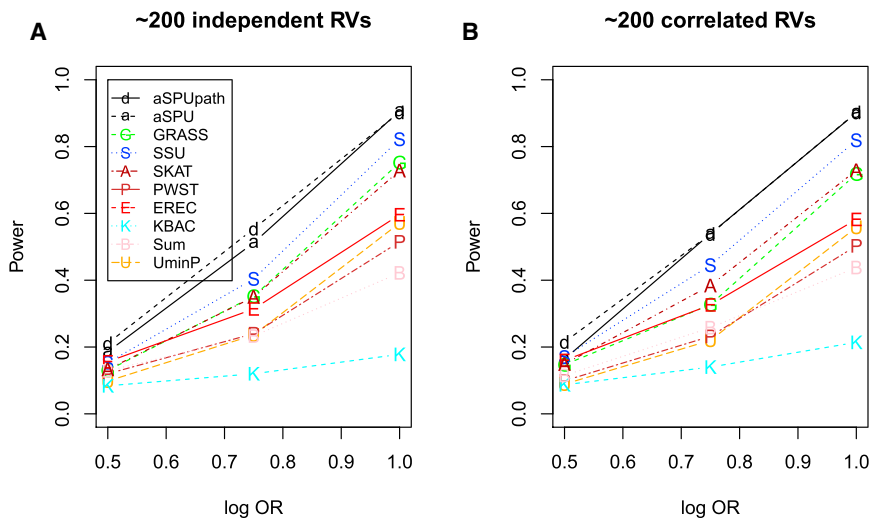 ~200 independent RVs
A
Power
1.0
0.8
0.6
0.4
0.2
0.0
d aSPUpath
a aSPU
G GRASS
S SSU
A SKAT
P PWST
E EREC
K KBAC
B Sum
U UminP
0.5 0.6 0.7 0.8 0.9 1.0
log OR
~200 correlated RVs
B
Power
1.0
0.8
0.6
0.4
0.2
0.0
0.5 0.6 0.7 0.8 0.9 1.0
log OR